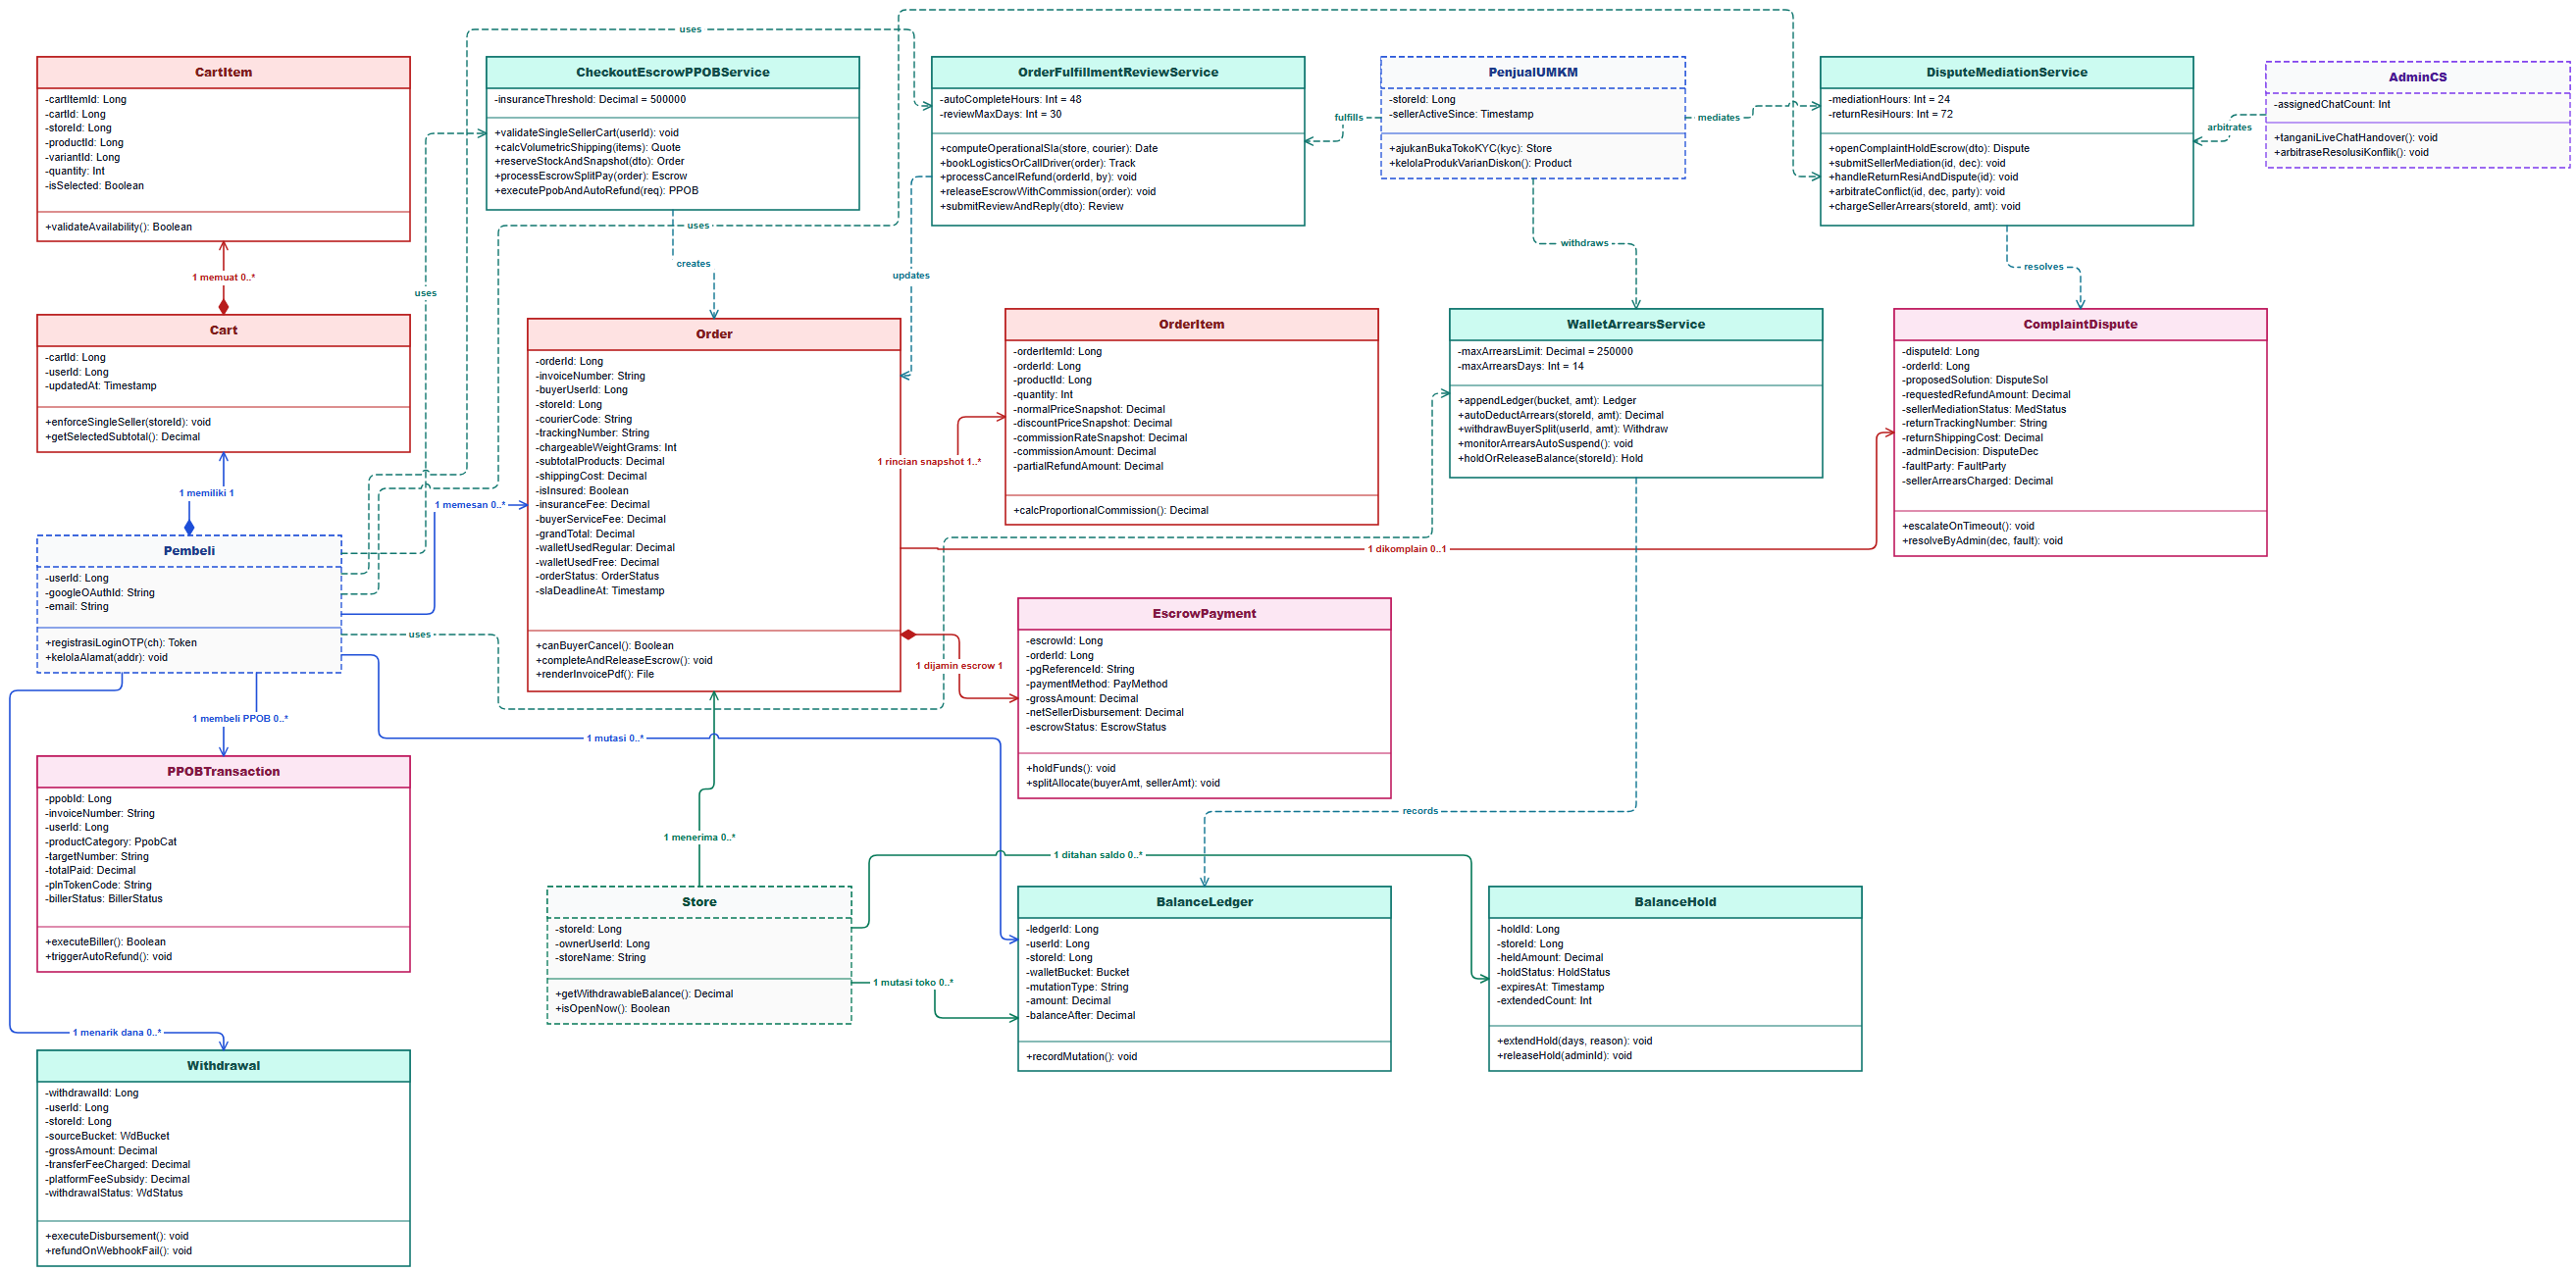 uses
CartItem
-cartItemId: Long
-cartId: Long
-storeId: Long
-productId: Long
-variantId: Long
-quantity: Int
-isSelected: Boolean
+validateAvailability(): Boolean
CheckoutEscrowPPOBService
-insuranceThreshold: Decimal = 500000
+validateSingleSellerCart(userId): void
+calcVolumetricShipping(items): Quote
+reserveStockAndSnapshot(dto): Order
+processEscrowSplitPay(order): Escrow
+executePpobAndAutoRefund(req): PPOB
OrderFulfillmentReviewService
-autoCompleteHours: Int = 48
-reviewMaxDays: Int = 30
+computeOperationalSla(store, courier): Date
+bookLogisticsOrCallDriver(order): Track
+processCancelRefund(orderId, by): void
+releaseEscrowWithCommission(order): void
+submitReviewAndReply(dto): Review
fulfills
PenjualUMKM
-storeId: Long
-sellerActiveSince: Timestamp
+ajukanBukaTokoKYC(kyc): Store
+kelolaProdukVarianDiskon(): Product
mediates
DisputeMediationService
-mediationHours: Int = 24
-returnResiHours: Int = 72
+openComplaintHoldEscrow(dto): Dispute
+submitSellerMediation(id, dec): void
+handleReturnResiAndDispute(id): void
+arbitrateConflict(id, dec, party): void
+chargeSellerArrears(storeId, amt): void
arbitrates
AdminCS
-assignedChatCount: Int
+tanganiLiveChatHandover(): void
+arbitraseResolusiKonflik(): void
uses
withdraws
creates
resolves
1 memuat 0..*
updates
uses
Cart
-cartId: Long
-userId: Long
-updatedAt: Timestamp
+enforceSingleSeller(storeId): void
+getSelectedSubtotal(): Decimal
Order
-orderId: Long
-invoiceNumber: String
-buyerUserId: Long
-storeId: Long
-courierCode: String
-trackingNumber: String
-chargeableWeightGrams: Int
-subtotalProducts: Decimal
-shippingCost: Decimal
-isInsured: Boolean
-insuranceFee: Decimal
-buyerServiceFee: Decimal
-grandTotal: Decimal
-walletUsedRegular: Decimal
-walletUsedFree: Decimal
-orderStatus: OrderStatus
-slaDeadlineAt: Timestamp
+canBuyerCancel(): Boolean
+completeAndReleaseEscrow(): void
+renderInvoicePdf(): File
OrderItem
-orderItemId: Long
-orderId: Long
-productId: Long
-quantity: Int
-normalPriceSnapshot: Decimal
-discountPriceSnapshot: Decimal
-commissionRateSnapshot: Decimal
-commissionAmount: Decimal
-partialRefundAmount: Decimal
+calcProportionalCommission(): Decimal
WalletArrearsService
-maxArrearsLimit: Decimal = 250000
-maxArrearsDays: Int = 14
+appendLedger(bucket, amt): Ledger
+autoDeductArrears(storeId, amt): Decimal
+withdrawBuyerSplit(userId, amt): Withdraw
+monitorArrearsAutoSuspend(): void
+holdOrReleaseBalance(storeId): Hold
ComplaintDispute
-disputeId: Long
-orderId: Long
-proposedSolution: DisputeSol
-requestedRefundAmount: Decimal
-sellerMediationStatus: MedStatus
-returnTrackingNumber: String
-returnShippingCost: Decimal
-adminDecision: DisputeDec
-faultParty: FaultParty
-sellerArrearsCharged: Decimal
+escalateOnTimeout(): void
+resolveByAdmin(dec, fault): void
1 rincian snapshot 1..*
1 memiliki 1
1 memesan 0..*
1 dikomplain 0..1
Pembeli
-userId: Long
-googleOAuthId: String
-email: String
+registrasiLoginOTP(ch): Token
+kelolaAlamat(addr): void
uses
EscrowPayment
-escrowId: Long
-orderId: Long
-pgReferenceId: String
-paymentMethod: PayMethod
-grossAmount: Decimal
-netSellerDisbursement: Decimal
-escrowStatus: EscrowStatus
+holdFunds(): void
+splitAllocate(buyerAmt, sellerAmt): void
1 dijamin escrow 1
1 membeli PPOB 0..*
1 mutasi 0..*
PPOBTransaction
-ppobId: Long
-invoiceNumber: String
-userId: Long
-productCategory: PpobCat
-targetNumber: String
-totalPaid: Decimal
-plnTokenCode: String
-billerStatus: BillerStatus
+executeBiller(): Boolean
+triggerAutoRefund(): void
records
1 menerima 0..*
1 ditahan saldo 0..*
Store
-storeId: Long
-ownerUserId: Long
-storeName: String
+getWithdrawableBalance(): Decimal
+isOpenNow(): Boolean
1 mutasi toko 0..*
BalanceLedger
-ledgerId: Long
-userId: Long
-storeId: Long
-walletBucket: Bucket
-mutationType: String
-amount: Decimal
-balanceAfter: Decimal
+recordMutation(): void
BalanceHold
-holdId: Long
-storeId: Long
-heldAmount: Decimal
-holdStatus: HoldStatus
-expiresAt: Timestamp
-extendedCount: Int
+extendHold(days, reason): void
+releaseHold(adminId): void
1 menarik dana 0..*
Withdrawal
-withdrawalId: Long
-userId: Long
-storeId: Long
-sourceBucket: WdBucket
-grossAmount: Decimal
-transferFeeCharged: Decimal
-platformFeeSubsidy: Decimal
-withdrawalStatus: WdStatus
+executeDisbursement(): void
+refundOnWebhookFail(): void